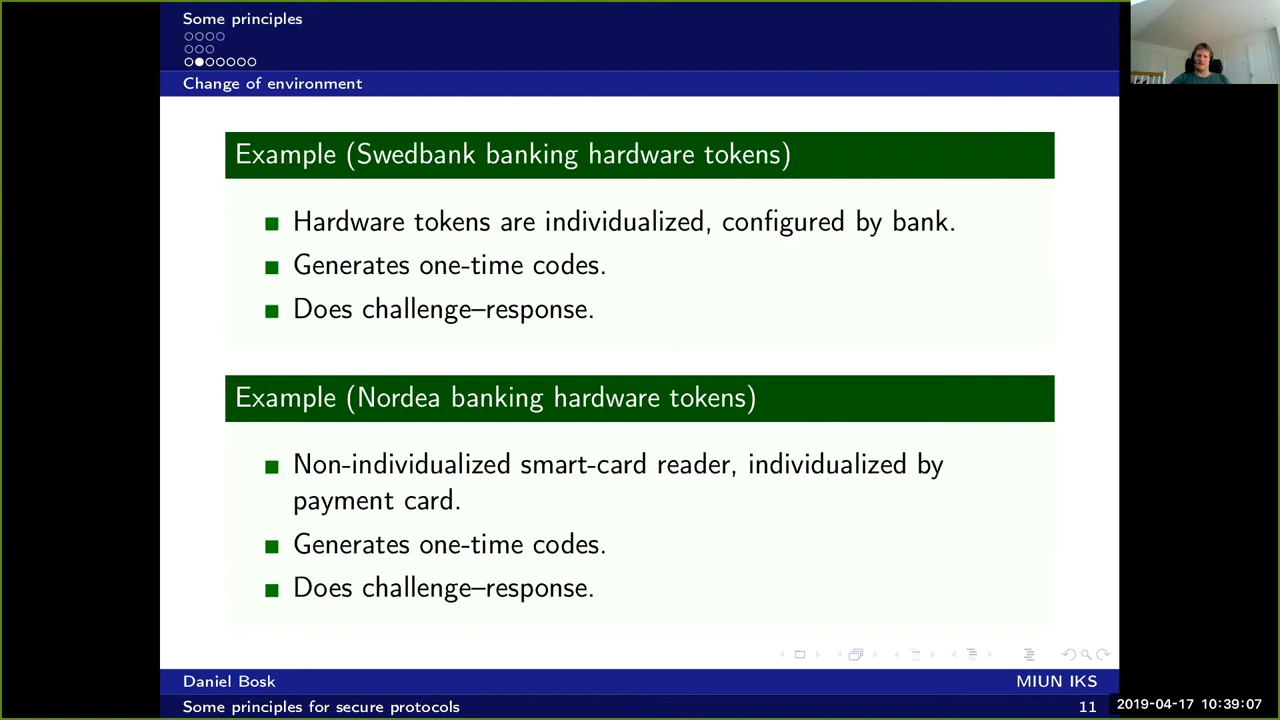 Some principles
Change of environment
Example (Swedbank banking hardware tokens)
Hardware tokens are individualized, configured by bank.
Generates one-time codes.
Does challenge–response.
Example (Nordea banking hardware tokens)
Non-individualized smart-card reader, individualized by
payment card.
Generates one-time codes.
Does challenge–response.
Daniel Bosk
MIUN IKS
Some principles for secure protocols
11
2019-04-17 10:39:07